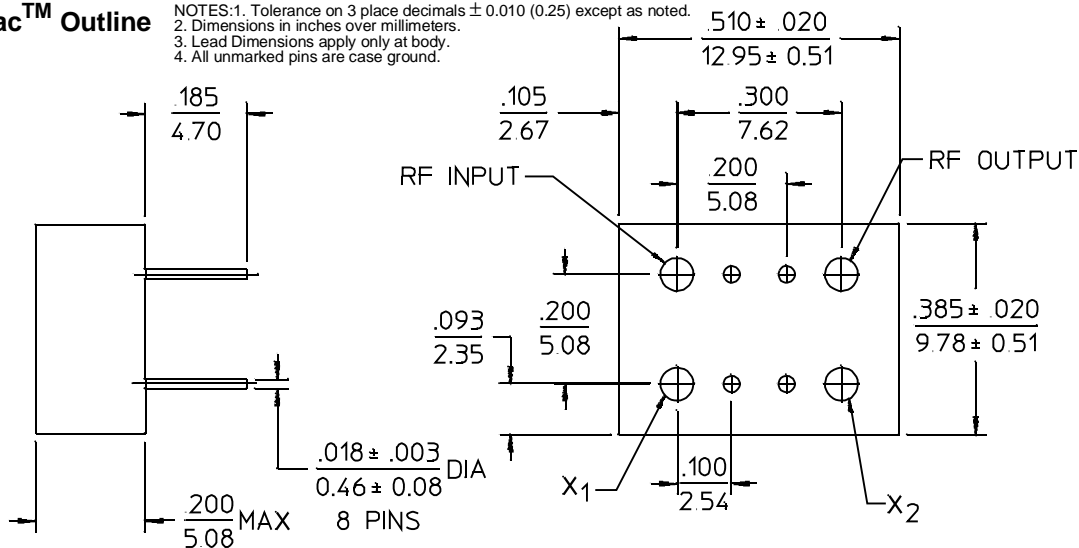 ac™ Outline
NOTES:1. Tolerance on 3 place decimals ± 0.010 (0.25) except as noted.
2. Dimensions in inches over millimeters.
3. Lead Dimensions apply only at body.
4. All unmarked pins are case ground.
.510 ± .020
12.95 ± 0.51
.185
4.70
.105
2.67
.300
7.62
RF INPUT
.200
5.08
RF OUTPUT
.093
2.35
.200
5.08
.385 ± .020
9.78 ± 0.51
.018 ± .003
0.46 ± 0.08
DIA
8 PINS
.200
5.08
MAX
X1
.100
2.54
X2